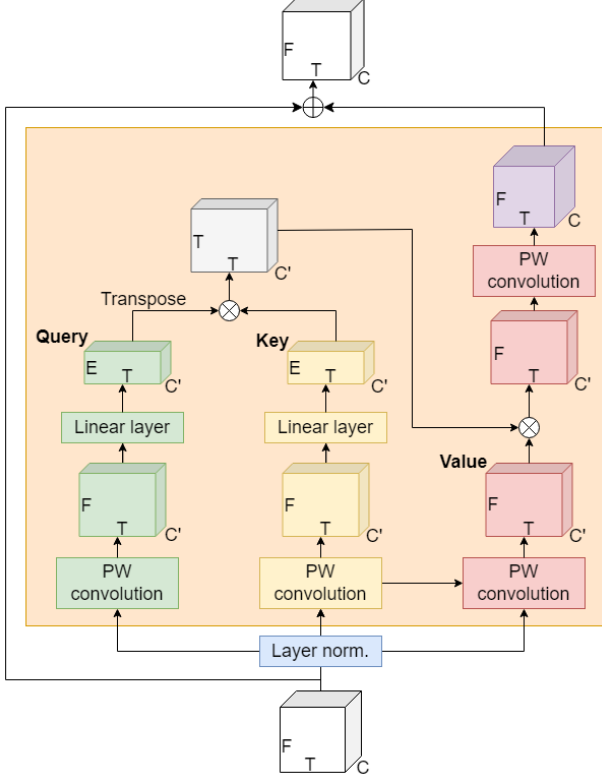 F
T
C
F
T
C
T
T
C'
PW
convolution
Transpose
Query
Key
F
T
C'
E
T
C'
E
T
C'
Linear layer
Linear layer
Value
F
T
C'
F
T
C'
F
T
C'
PW
convolution
PW
convolution
PW
convolution
Layer norm.
F
T
C